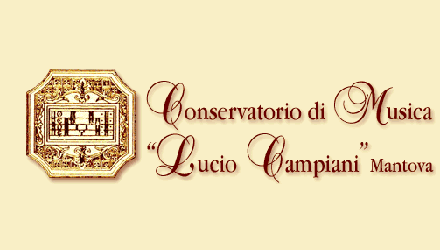 Conservatorio di Musica
"Lucio Campiani" Mantova